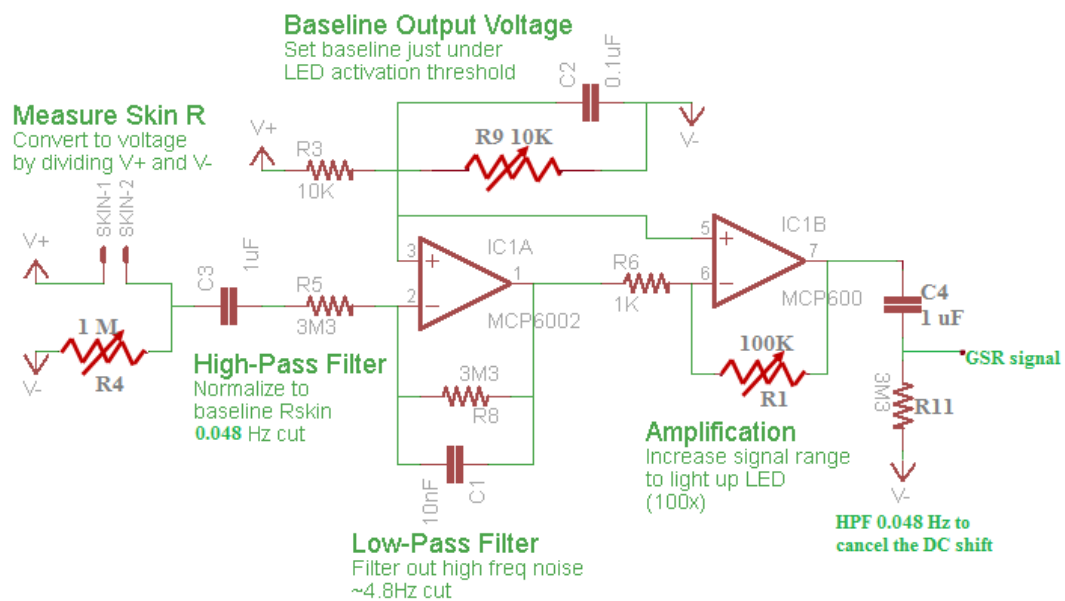 Baseline Output Voltage
Set baseline just under
LED activation threshold
C2
0.1uF
V-
Measure Skin R
Convert to voltage
by dividing V+ and V-
V+
R3
10K
R9 10K
SKIN-1
SKIN-2
V+
C3
1uF
R5
3M3
3
2
1
IC1A
MCP6002
R6
1K
5
6
7
IC1B
MCP600
C4
1 uF
GSR signal
1 M
R4
V-
High-Pass Filter
Normalize to
baseline Rskin
0.048 Hz cut
3M3
R8
10nF
C1
100K
R1
3M3
R11
V-
Amplification
Increase signal range
to light up LED
(100x)
HPF 0.048 Hz to
cancel the DC shift
Low-Pass Filter
Filter out high freq noise
~4.8Hz cut